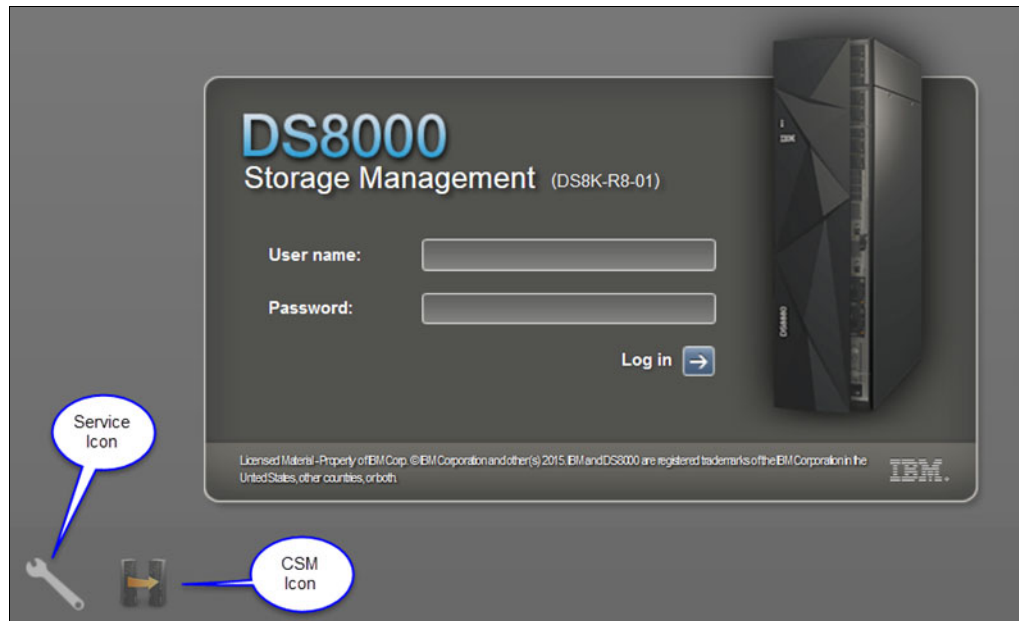 DS8000
Storage Management (DS8K-R8-01)
User name:
Password:
Log in
Service
Icon
Licensed Material - Property of IBM Corp. © IBM Corporation and other(s) 2015. IBM and DS8000 are registered trademarks of the IBM Corporation in the
United States, other countries, or both.
IBM.
CSM
Icon
IBM
DS8880